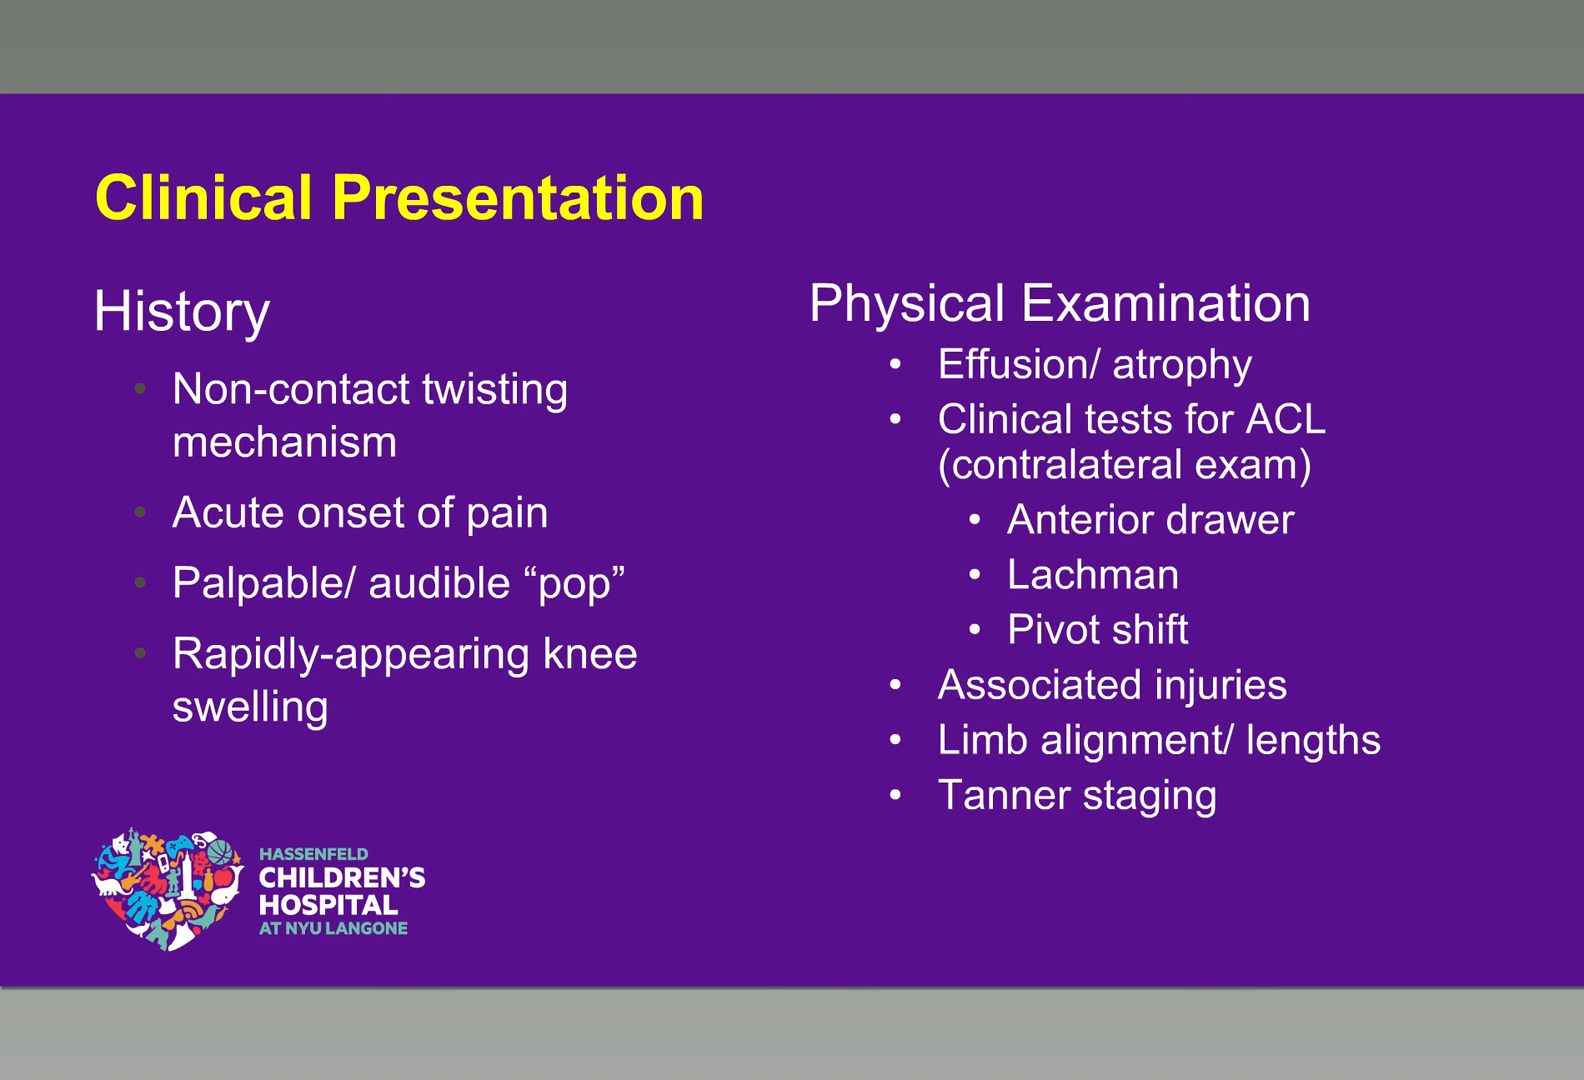 Clinical Presentation
History
• Non-contact twisting
mechanism
• Acute onset of pain
• Palpable/ audible “pop”
• Rapidly-appearing knee
swelling
Physical Examination
• Effusion/ atrophy
• Clinical tests for ACL
(contralateral exam)
• Anterior drawer
• Lachman
• Pivot shift
• Associated injuries
• Limb alignment/ lengths
• Tanner staging
HASSENFELD
CHILDREN’S
HOSPITAL
AT NYU LANGONE